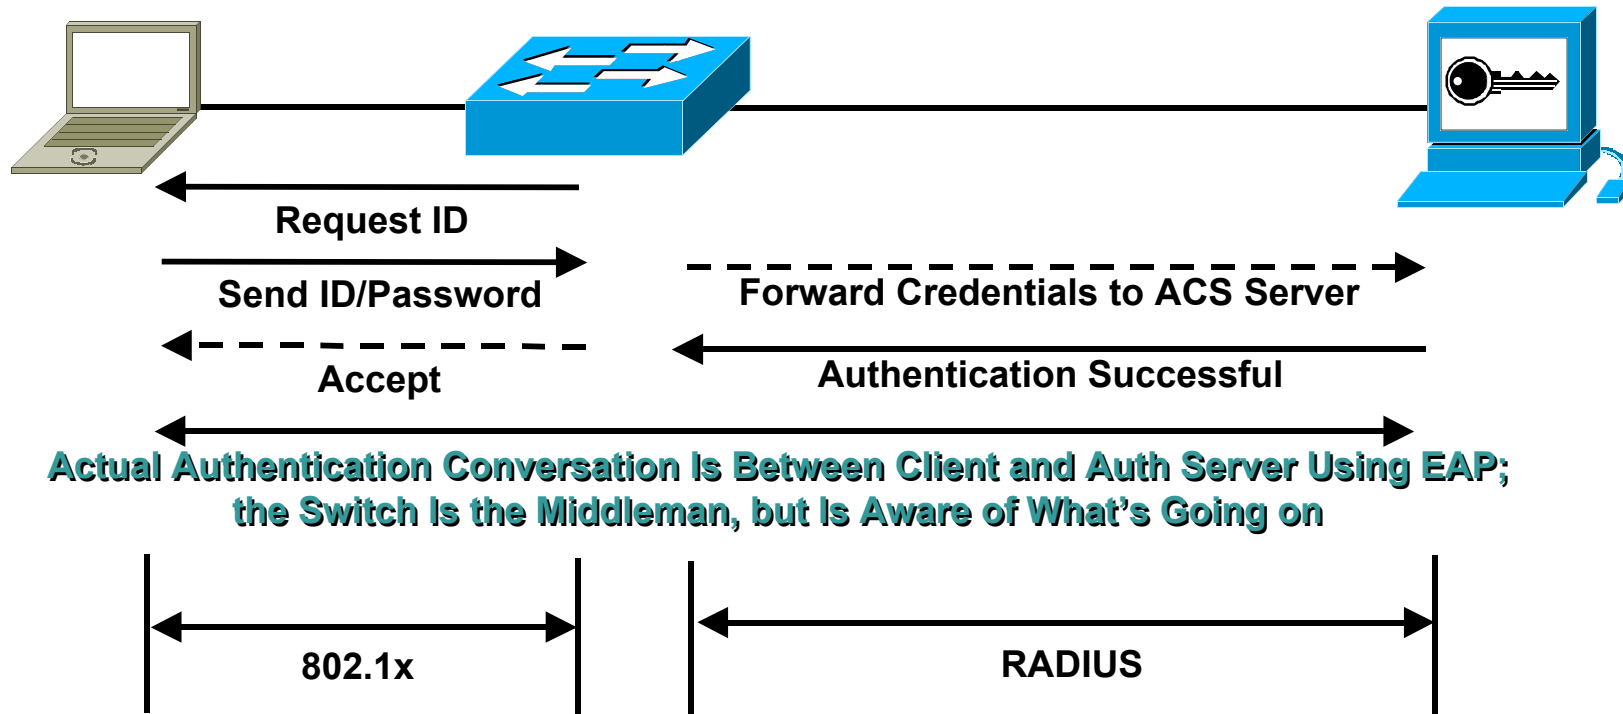 Request ID
Send ID/Password
Forward Credentials to ACS Server
Accept
Authentication Successful
Actual Authentication Conversation Is Between Client and Auth Server Using EAP;
the Switch Is the Middleman, but Is Aware of What's Going on
802.1x
RADIUS